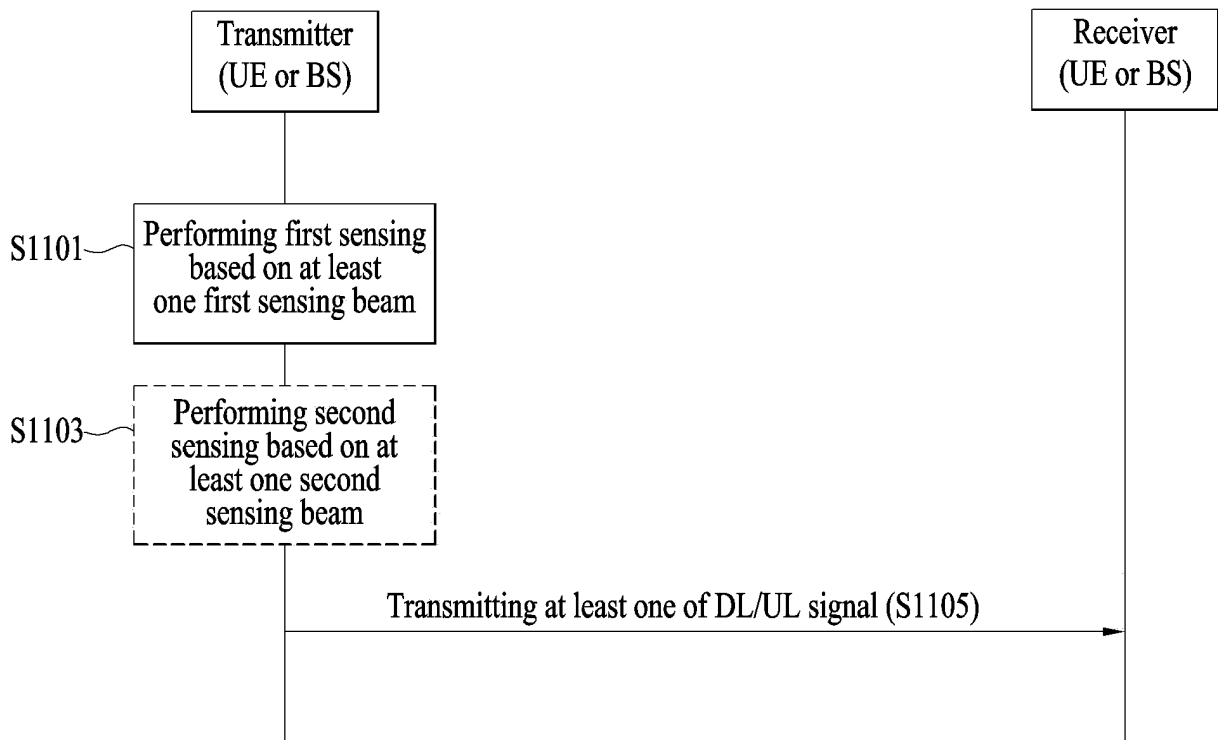 Transmitter
(UE or BS)
Receiver
(UE or BS)
S1101
Performing first sensing
based on at least
one first sensing beam
S1103
Performing second
sensing based on at
least one second
sensing beam
Transmitting at least one of DL/UL signal (S1105)